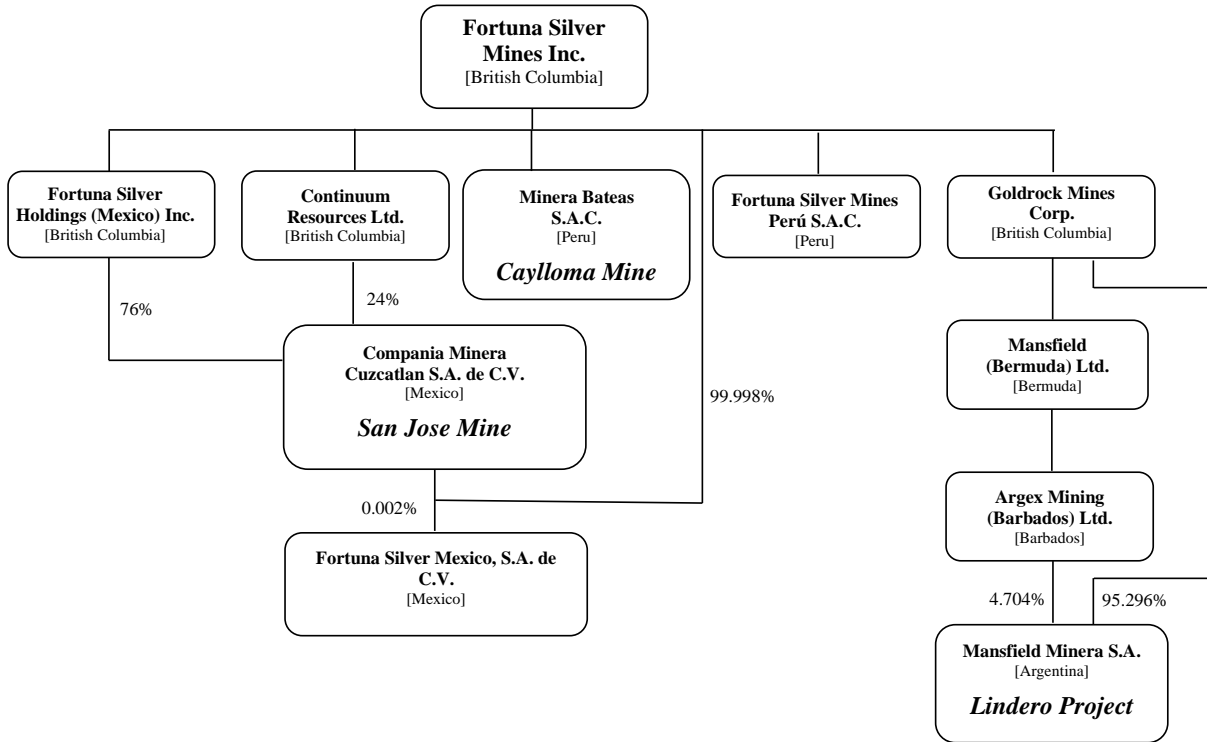 Fortuna Silver
Mines Inc.
[British Columbia]
Fortuna Silver
Holdings (Mexico) Inc.
[British Columbia]
Continuum
Resources Ltd.
[British Columbia]
Minera Bateas
S.A.C.
[Peru]
Caylloma Mine
Fortuna Silver Mines
Perú S.A.C.
[Peru]
Goldrock Mines
Corp.
[British Columbia]
76%
24%
Compania Minera
Cuzcatlan S.A. de C.V.
[Mexico]
San Jose Mine
99.998%
Mansfield
(Bermuda) Ltd.
[Bermuda]
0.002%
Fortuna Silver Mexico, S.A. de
C.V.
[Mexico]
Argex Mining
(Barbados) Ltd.
[Barbados]
4.704%
95.296%
Mansfield Minera S.A.
[Argentina]
Lindero Project